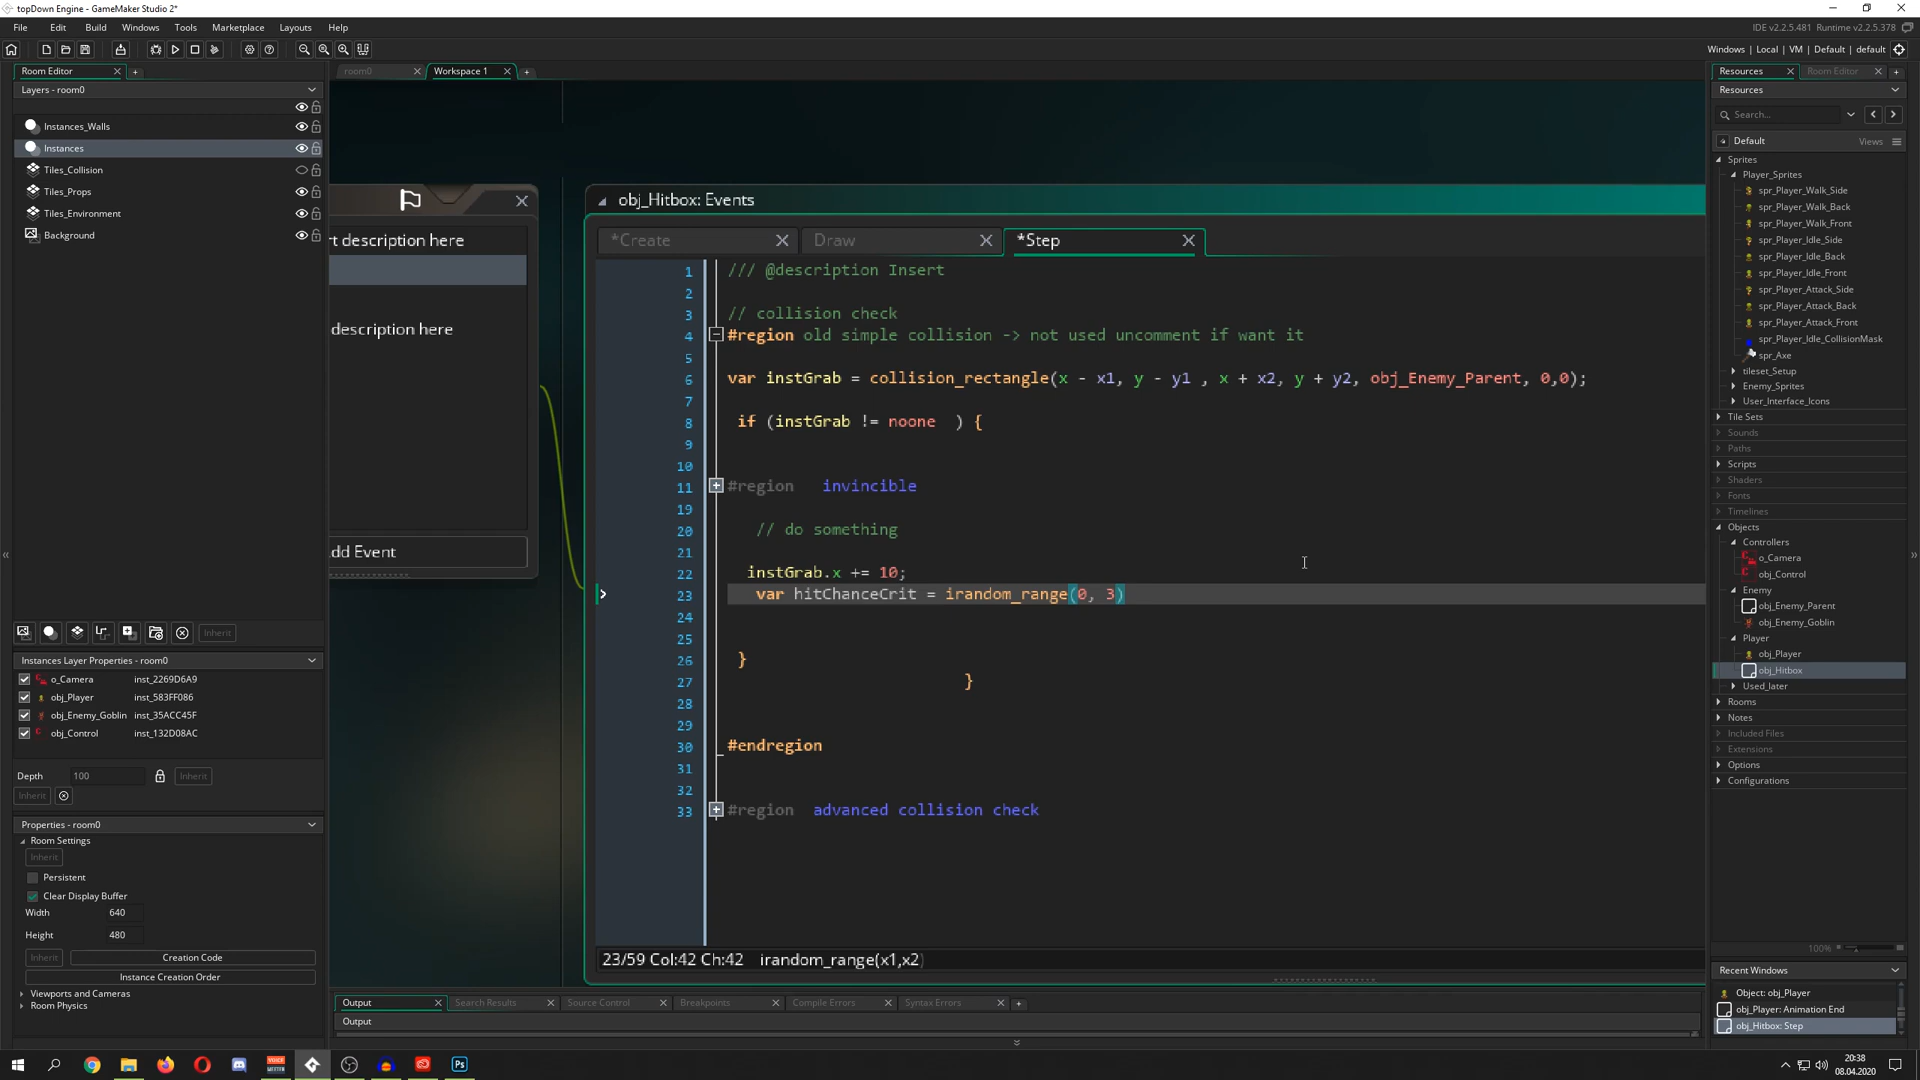 topDown Engine - GameMaker Studio 2*
File Edit Build Windows Tools Marketplace Layouts Help
IDE v2.2.5.481 Runtime v2.2.5.378
Windows | Local | VM | Default | default
Room Editor
Layers - room0
Instances_Walls
Instances
Tiles_Collision
Tiles_Props
Tiles_Environment
Background
Inherit
Instances Layer Properties - room0
o_Camera inst_2269D6A9
obj_Player inst_583FF086
obj_Enemy_Goblin inst_35ACC45F
obj_Control inst_132D08AC
Depth 100 Inherit
Inherit
Properties - room0
Room Settings
Inherit
Persistent
Clear Display Buffer
Width 640
Height 480
Inherit Creation Code
Instance Creation Order
Viewports and Cameras
Room Physics
room0 Workspace 1
rt description here
description here
dd Event
obj_Hitbox: Events
*Create Draw *Step
1 /// @description Insert
2
3 // collision check
4 #region old simple collision -> not used uncomment if want it
5
6 var instGrab = collision_rectangle(x - x1, y - y1 , x + x2, y + y2, obj_Enemy_Parent, 0,0);
7
8 if (instGrab != noone ) {
9
10
11 #region invincible
19
20 // do something
21
22 instGrab.x += 10;
23 var hitChanceCrit = irandom_range(0, 3)
24
25
26 }
27 }
28
29
30 #endregion
31
32
33 #region advanced collision check
23/59 Col:42 Ch:42 irandom_range(x1,x2)
Output Search Results Source Control Breakpoints Compile Errors Syntax Errors
Output
Resources Room Editor
Resources
Search...
Default Views
Sprites
Player_Sprites
spr_Player_Walk_Side
spr_Player_Walk_Back
spr_Player_Walk_Front
spr_Player_Idle_Side
spr_Player_Idle_Back
spr_Player_Idle_Front
spr_Player_Attack_Side
spr_Player_Attack_Back
spr_Player_Attack_Front
spr_Player_Idle_CollisionMask
spr_Axe
tileset_Setup
Enemy_Sprites
User_Interface_Icons
Tile Sets
Sounds
Paths
Scripts
Shaders
Fonts
Timelines
Objects
Controllers
o_Camera
obj_Control
Enemy
obj_Enemy_Parent
obj_Enemy_Goblin
Player
obj_Player
obj_Hitbox
Used_later
Rooms
Notes
Included Files
Extensions
Options
Configurations
100%
Recent Windows
Object: obj_Player
obj_Player: Animation End
obj_Hitbox: Step
20:38
08.04.2020